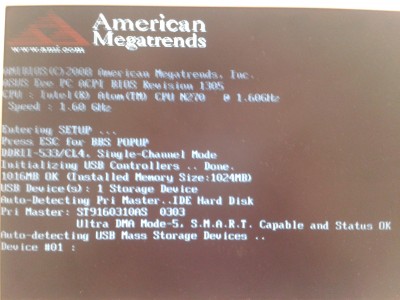 American
Megatrends
www.ami.com
AMIBIOS(C)2008 American Megatrends, Inc.
ASUS Eee PC ACPI BIOS Revision 1305
CPU : Intel(R) Atom(TM) CPU N270 @ 1.60GHz
Speed : 1.60 GHz
Entering SETUP ...
Press ESC for BBS POPUP
DDRII-533/CL4, Single-Channel Mode
Initializing USB Controllers .. Done.
1016MB OK (Installed Memory Size:1024MB)
USB Device(s): 1 Storage Device
Auto-Detecting Pri Master..IDE Hard Disk
Pri Master: ST9160310AS 0303
Ultra DMA Mode-5, S.M.A.R.T. Capable and Status OK
Auto-detecting USB Mass Storage Devices ..
Device #01 :